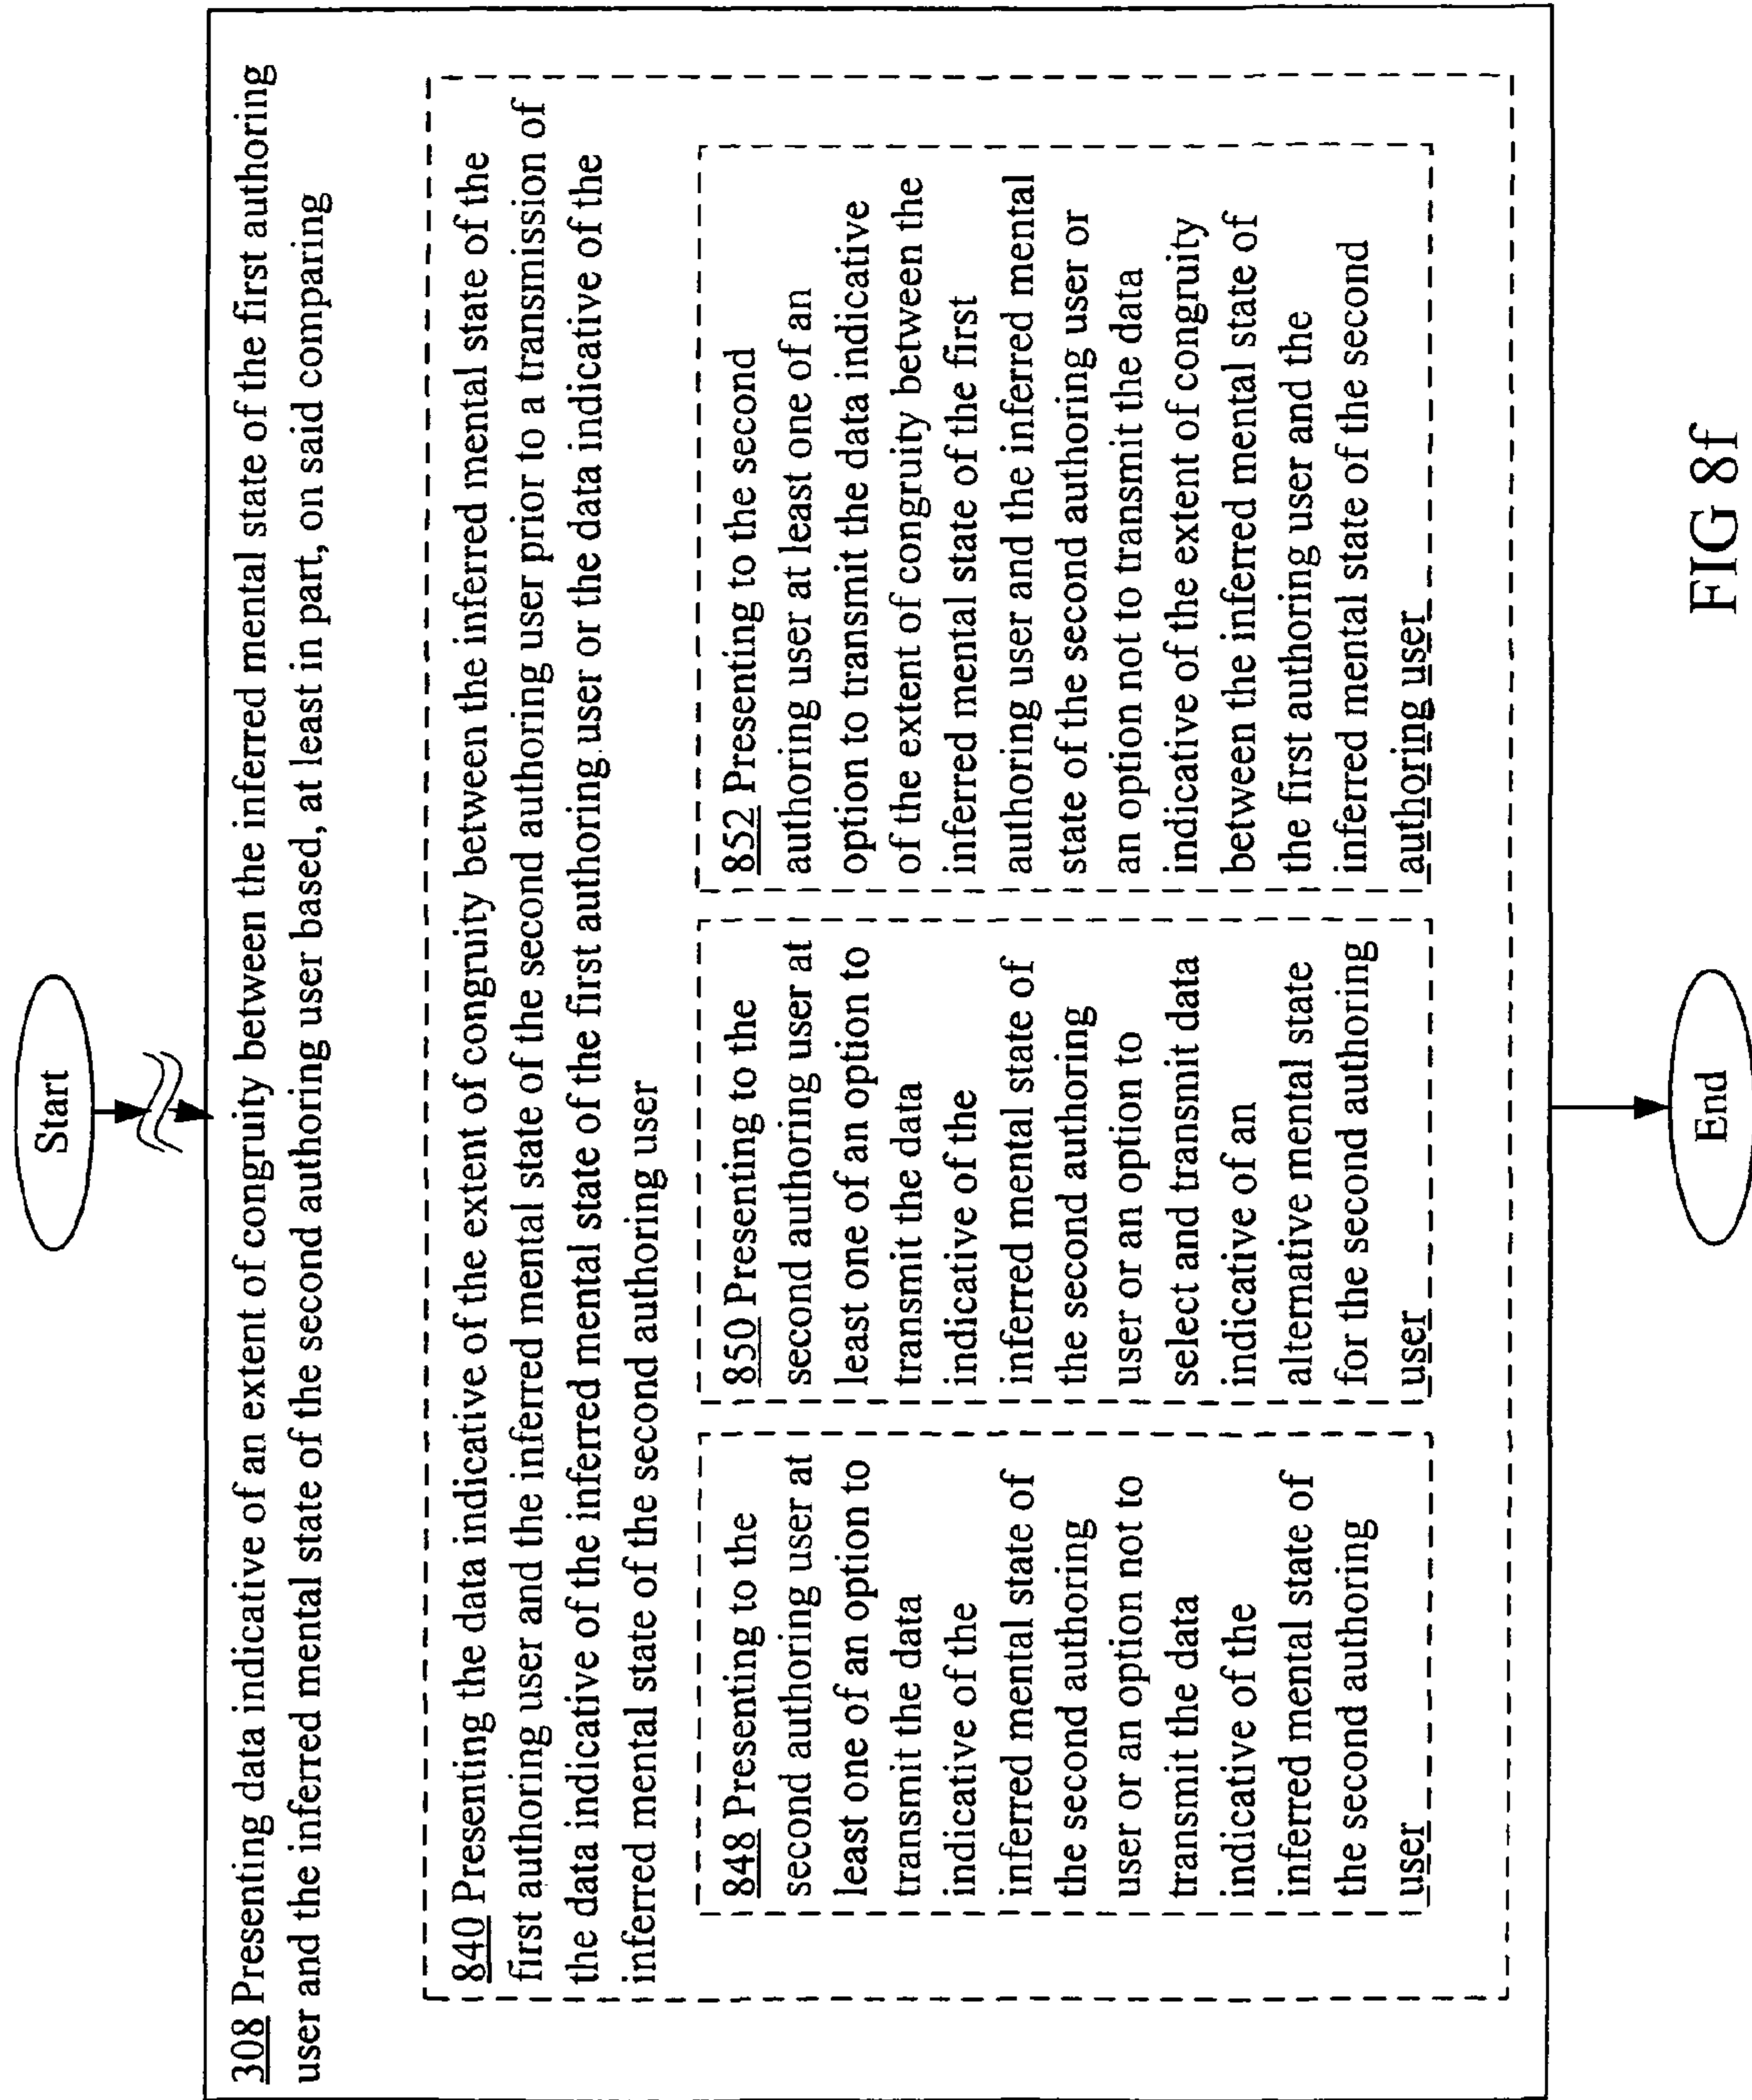 Start
308 Presenting data indicative of an extent of congruity between the inferred mental state of the first authoring
user and the inferred mental state of the second authoring user based, at least in part, on said comparing
840 Presenting the data indicative of the extent of congruity between the inferred mental state of the
first authoring user and the inferred mental state of the second authoring user prior to a transmission of
the data indicative of the inferred mental state of the first authoring user or the data indicative of the
inferred mental state of the second authoring user
848 Presenting to the
second authoring user at
least one of an option to
transmit the data
indicative of the
inferred mental state of
the second authoring
user or an option not to
transmit the data
indicative of the
inferred mental state of
the second authoring
user
850 Presenting to the
second authoring user at
least one of an option to
transmit the data
indicative of the
inferred mental state of
the second authoring
user or an option to
select and transmit data
indicative of an
alternative mental state
for the second authoring
user
852 Presenting to the second
authoring user at least one of an
option to transmit the data indicative
of the extent of congruity between the
inferred mental state of the first
authoring user and the inferred mental
state of the second authoring user or
an option not to transmit the data
indicative of the extent of congruity
between the inferred mental state of
the first authoring user and the
inferred mental state of the second
authoring user
End
FIG 8f